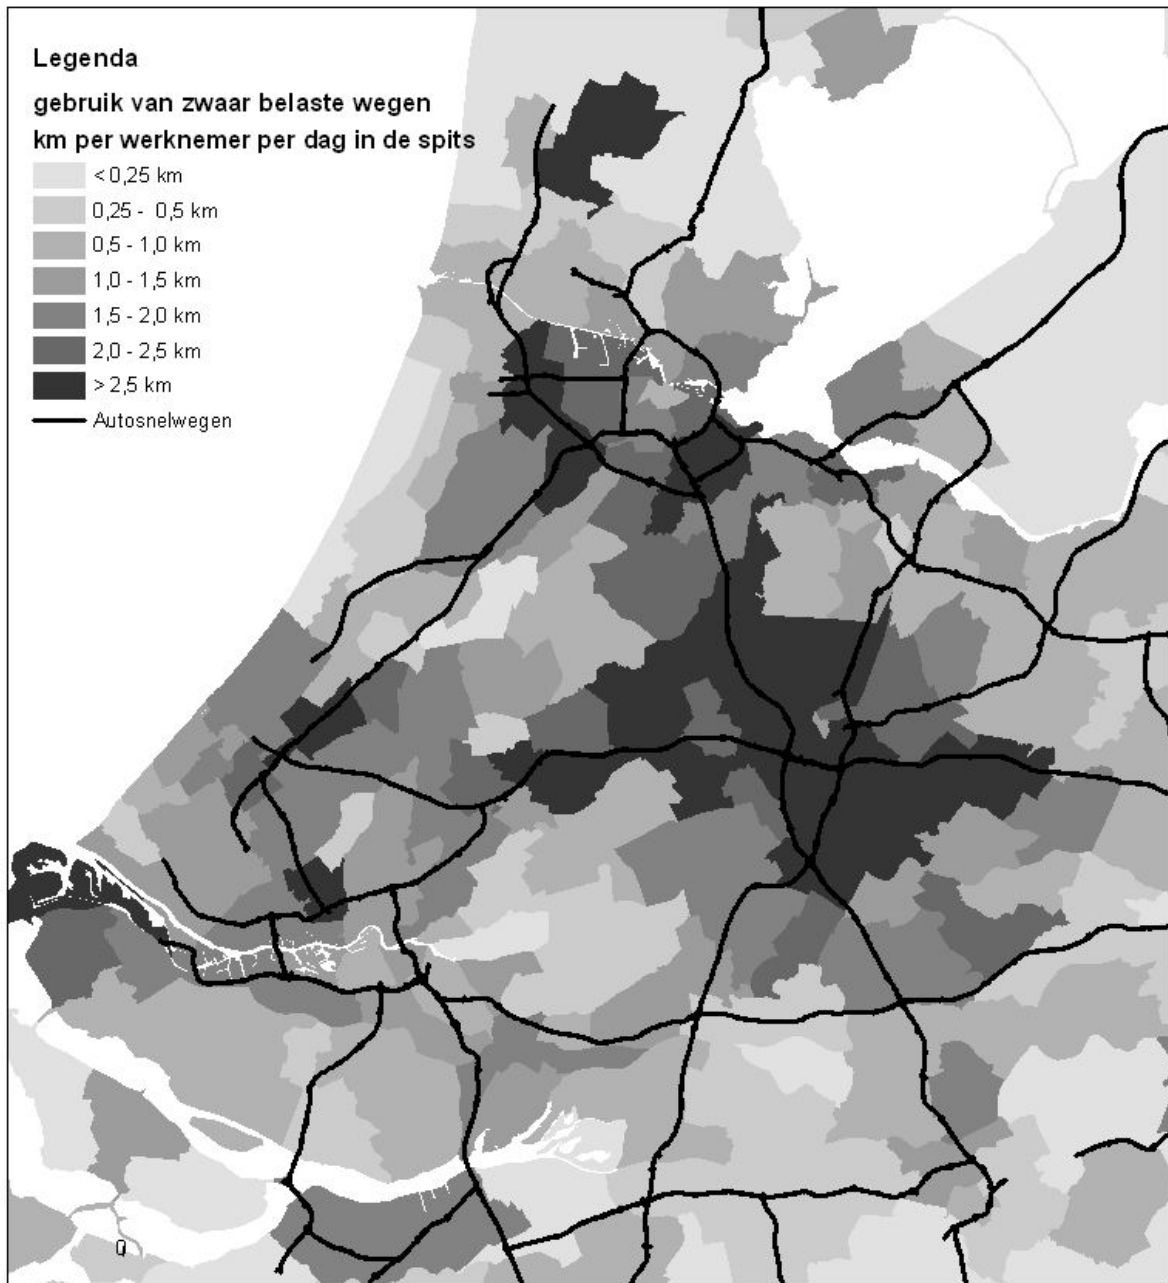 Legenda
gebruik van zwaar belaste wegen
km per werknemer per dag in de spits
< 0,25 km
0,25 - 0,5 km
0,5 - 1,0 km
1,0 - 1,5 km
1,5 - 2,0 km
2,0 - 2,5 km
> 2,5 km
Autosnelwegen
0